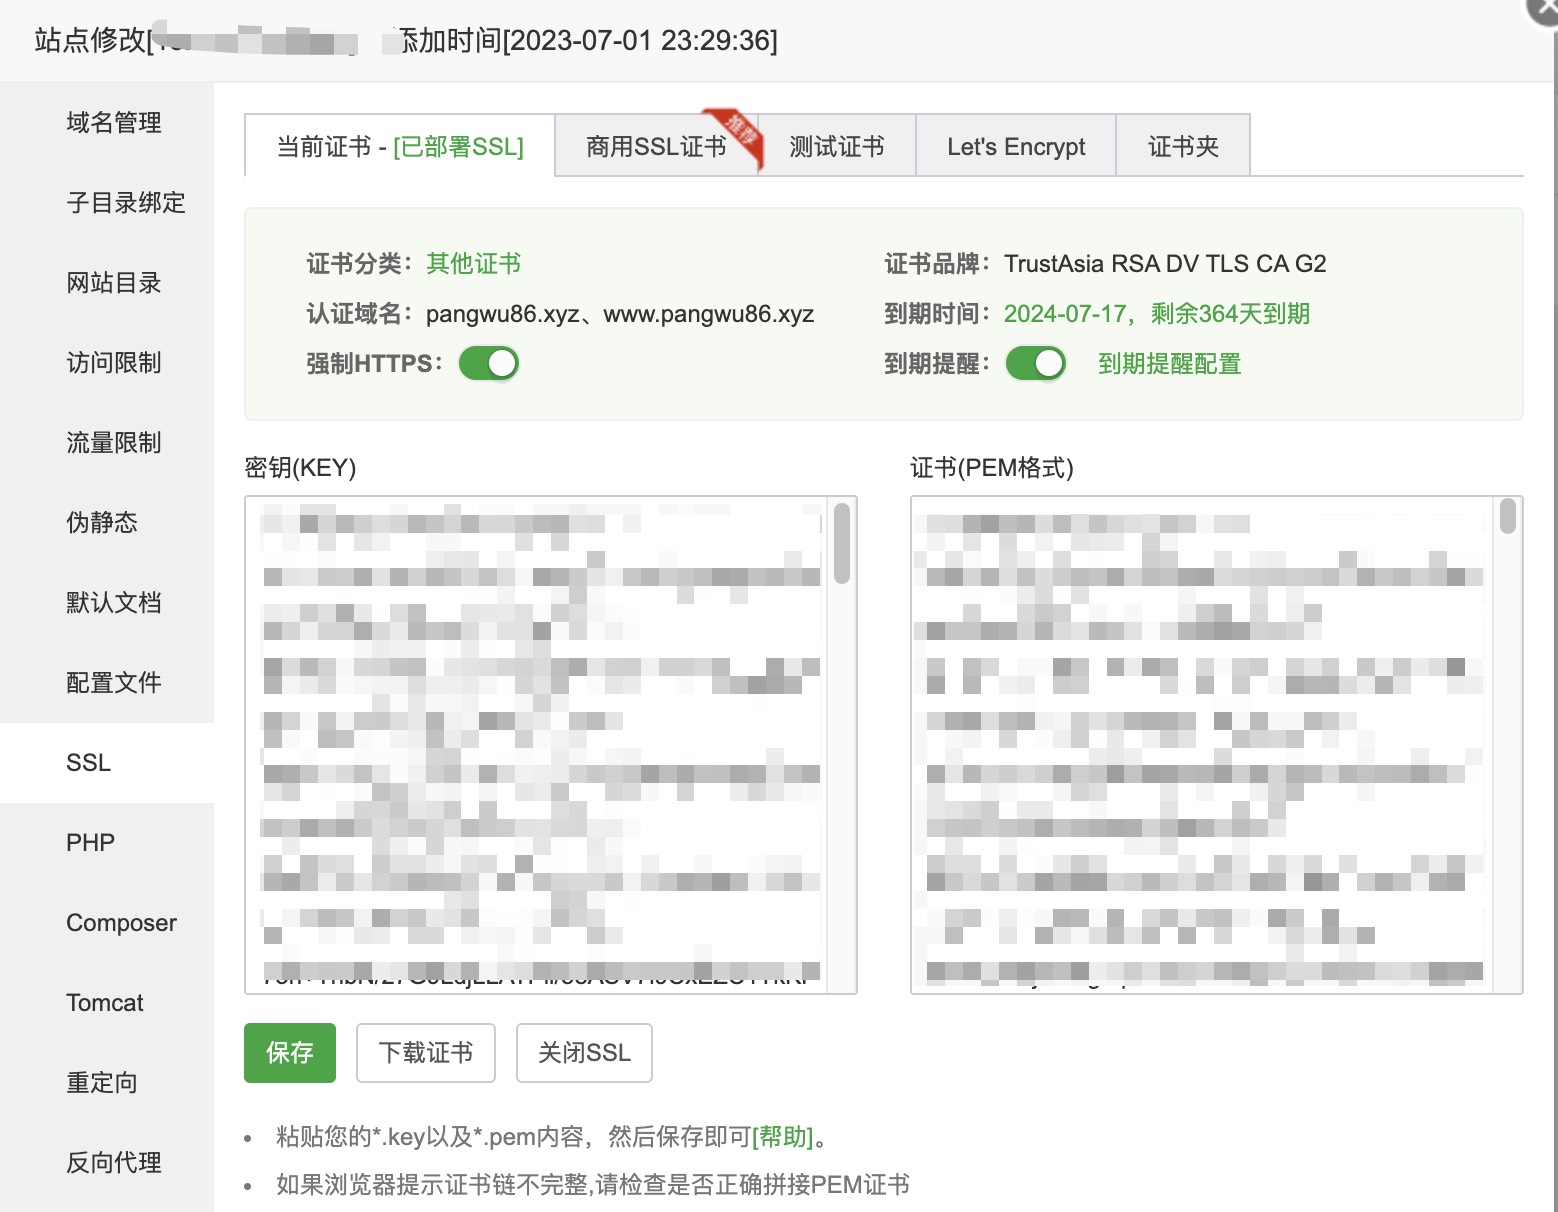 站点修改[
添加时间[2023-07-01 23:29:36]
域名管理
子目录绑定
网站目录
访问限制
流量限制
伪静态
默认文档
配置文件
SSL
PHP
Composer
Tomcat
重定向
反向代理
当前证书 - [已部署SSL]
商用SSL证书
推荐
测试证书
Let's Encrypt
证书夹
证书分类：其他证书
证书品牌：TrustAsia RSA DV TLS CA G2
认证域名：pangwu86.xyz、www.pangwu86.xyz
到期时间：2024-07-17，剩余364天到期
强制HTTPS：
到期提醒：
到期提醒配置
密钥(KEY)
证书(PEM格式)
保存
下载证书
关闭SSL
粘贴您的*.key以及*.pem内容，然后保存即可[帮助]。
如果浏览器提示证书链不完整,请检查是否正确拼接PEM证书